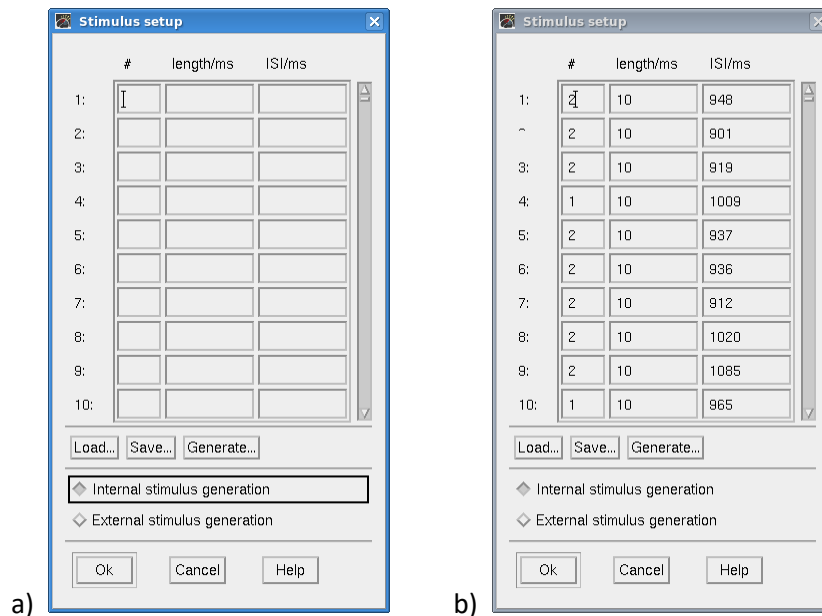 Stimulus setup
# length/ms ISI/ms
1:
2:
3:
4:
5:
6:
7:
8:
9:
10:
Load... Save... Generate...
Internal stimulus generation
External stimulus generation
Ok Cancel Help
a)
Stimulus setup
# length/ms ISI/ms
1: 2 10 948
2 10 901
3: 2 10 919
4: 1 10 1009
5: 2 10 937
6: 2 10 936
7: 2 10 912
8: 2 10 1020
9: 2 10 1085
10: 1 10 965
Load... Save... Generate...
Internal stimulus generation
External stimulus generation
Ok Cancel Help
b)